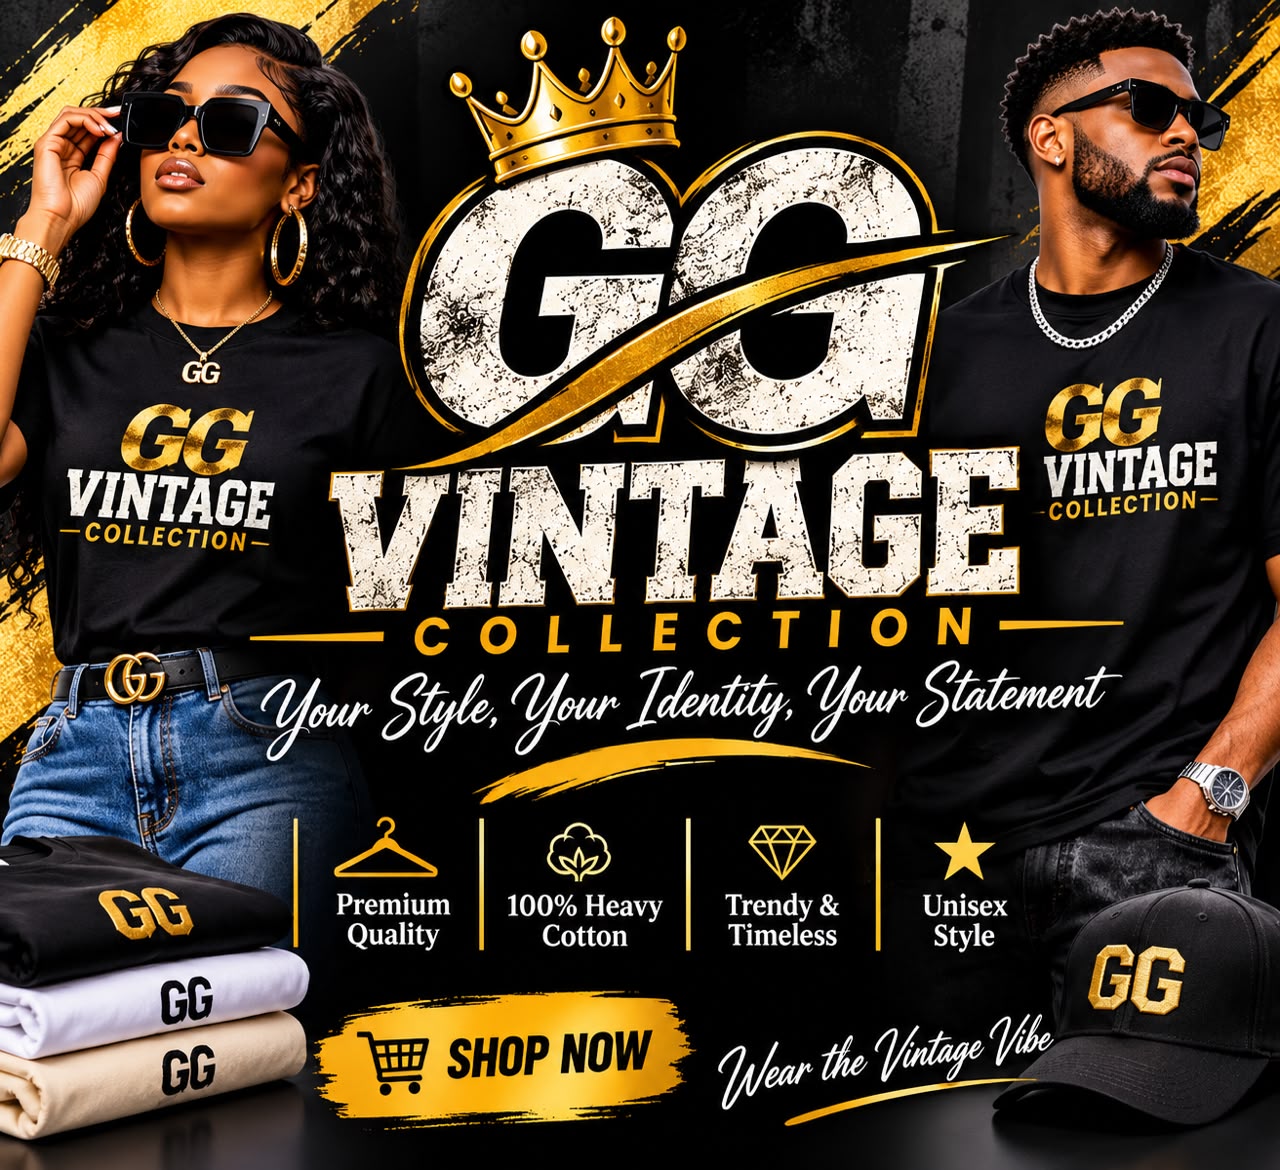 GG
VINTAGE
COLLECTION
Your Style, Your Identity, Your Statement
GG
GG
VINTAGE
COLLECTION
GG
VINTAGE
COLLECTION
GG
Premium
Quality
100% Heavy
Cotton
Trendy &
Timeless
Unisex
Style
GG
GG
GG
GG
SHOP NOW
Wear the Vintage Vibe